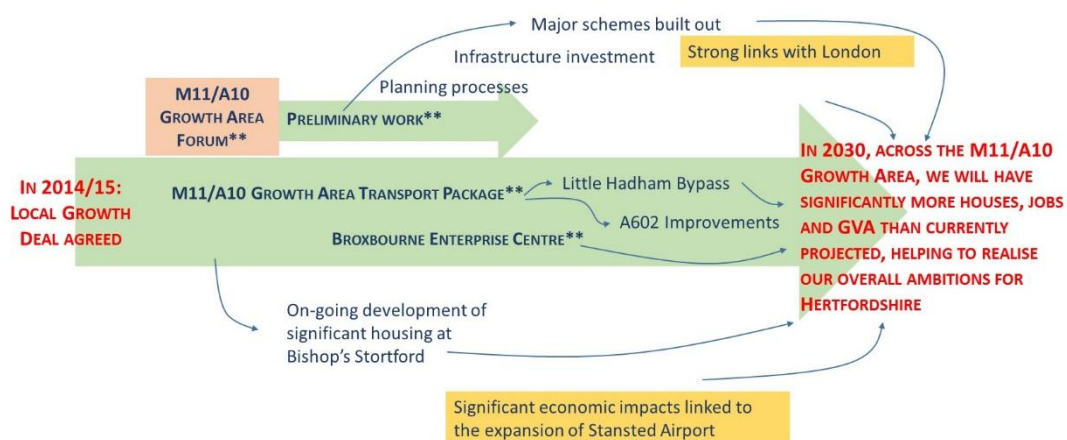 Major schemes built out
Infrastructure investment
Strong links with London
Planning processes
M11/A10
GROWTH AREA
FORUM**
PRELIMINARY WORK**
IN 2014/15:
LOCAL GROWTH
DEAL AGREED
M11/A10 GROWTH AREA TRANSPORT PACKAGE**
Little Hadham Bypass
A602 Improvements
BROXBOURNE ENTERPRISE CENTRE**
IN 2030, ACROSS THE M11/A10
GROWTH AREA, WE WILL HAVE
SIGNIFICANTLY MORE HOUSES, JOBS
AND GVA THAN CURRENTLY
PROJECTED, HELPING TO REALISE
OUR OVERALL AMBITIONS FOR
HERTFORDSHIRE
On-going development of
significant housing at
Bishop's Stortford
Significant economic impacts linked to
the expansion of Stansted Airport